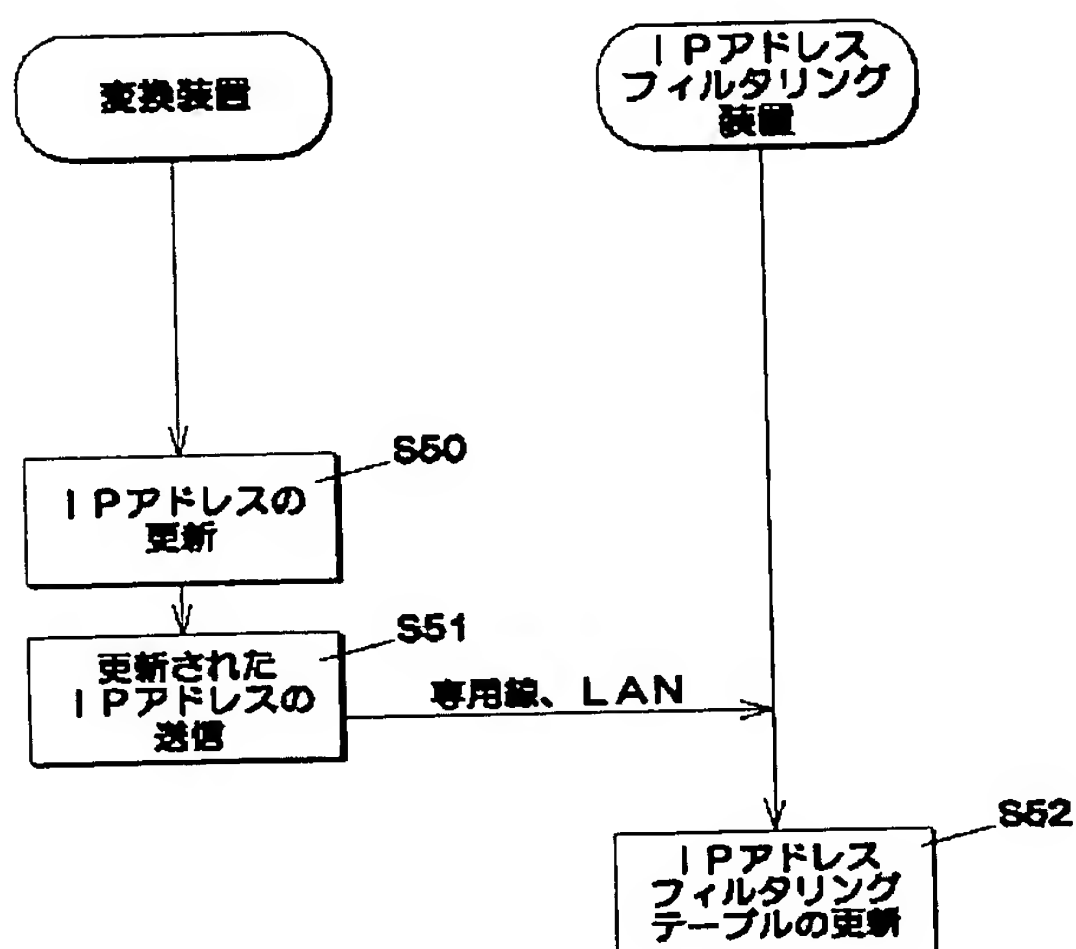 変換装置
IPアドレス
フィルタリング
装置
S50
IPアドレスの
更新
S51
更新された
IPアドレスの
送信
専用線、LAN
S52
IPアドレス
フィルタリング
テーブルの更新